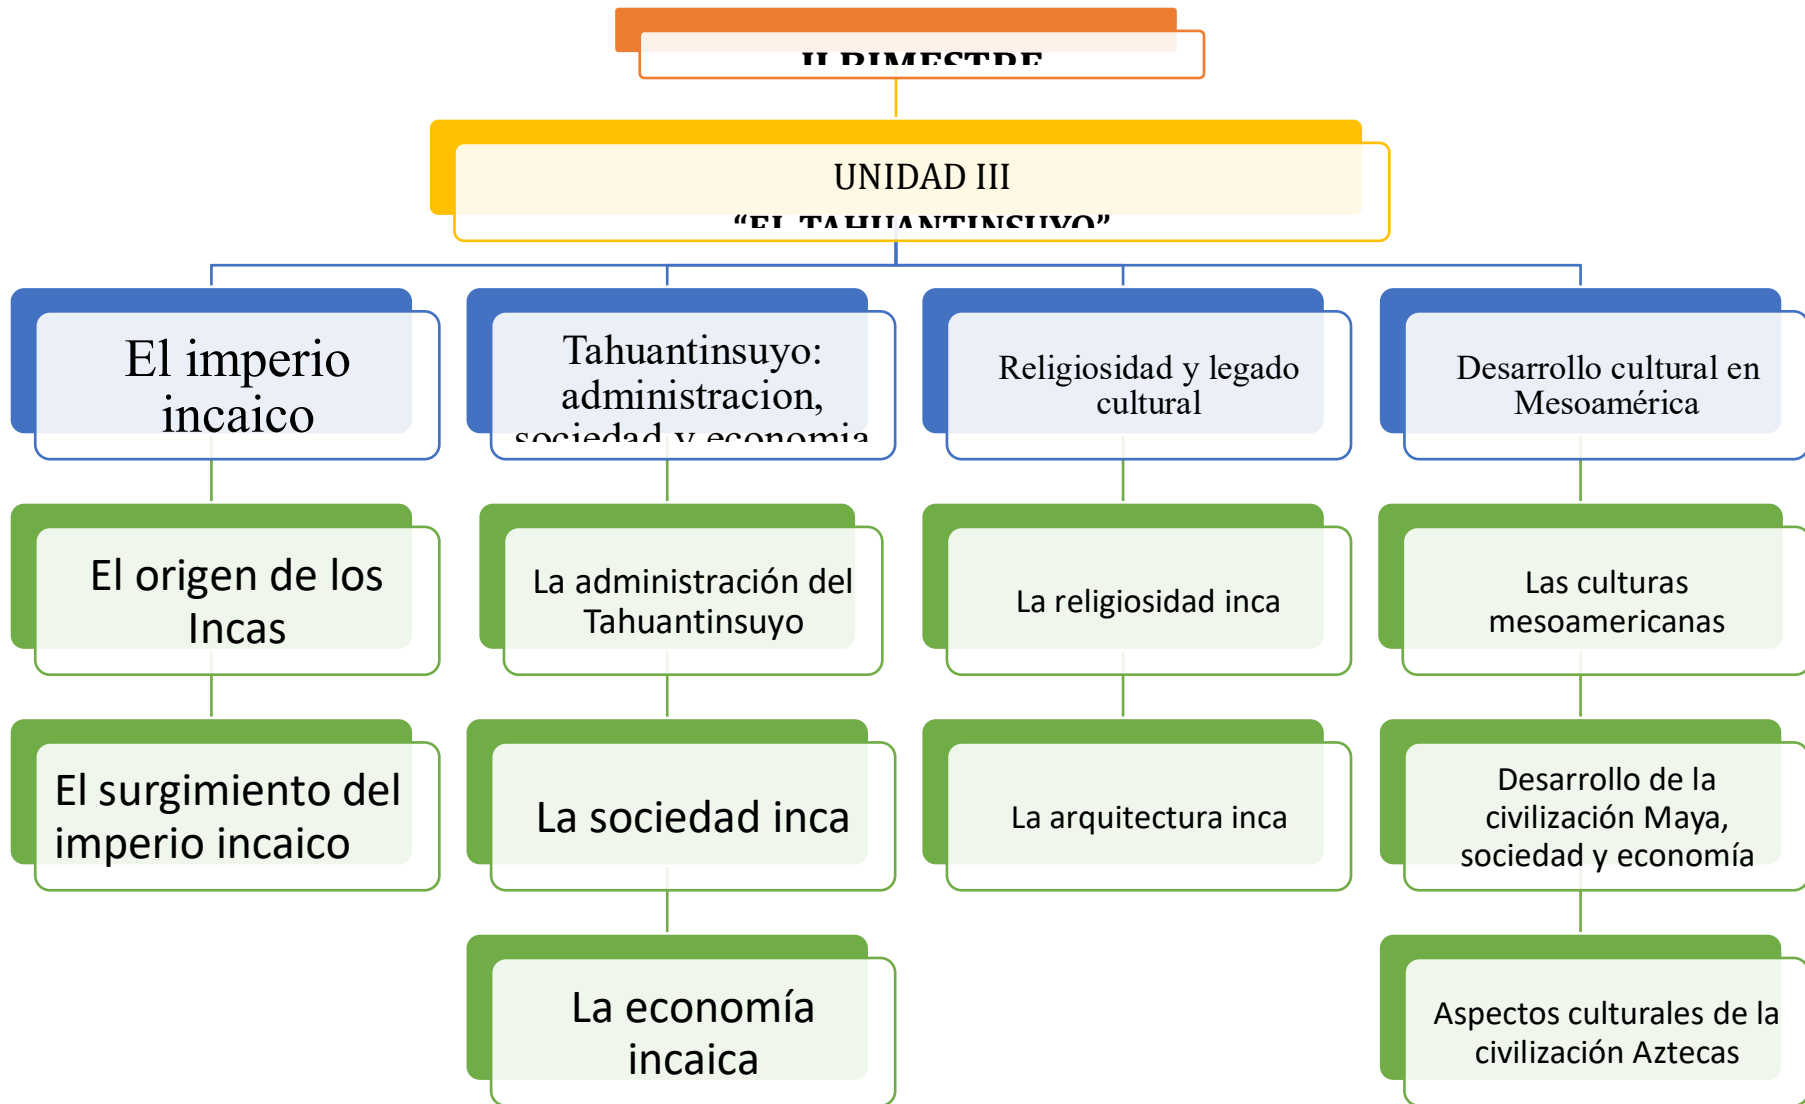 II BIMESTRE
UNIDAD III
“EL TAHUANTINSUYO”
El imperio
incaico
Tahuantinsuyo:
administracion,
sociedad y economia
Religiosidad y legado
cultural
Desarrollo cultural en
Mesoamérica
El origen de los
Incas
La administración del
Tahuantinsuyo
La religiosidad inca
Las culturas
mesoamericanas
El surgimiento del
imperio incaico
La sociedad inca
La arquitectura inca
Desarrollo de la
civilización Maya,
sociedad y economía
La economía
incaica
Aspectos culturales de la
civilización Aztecas